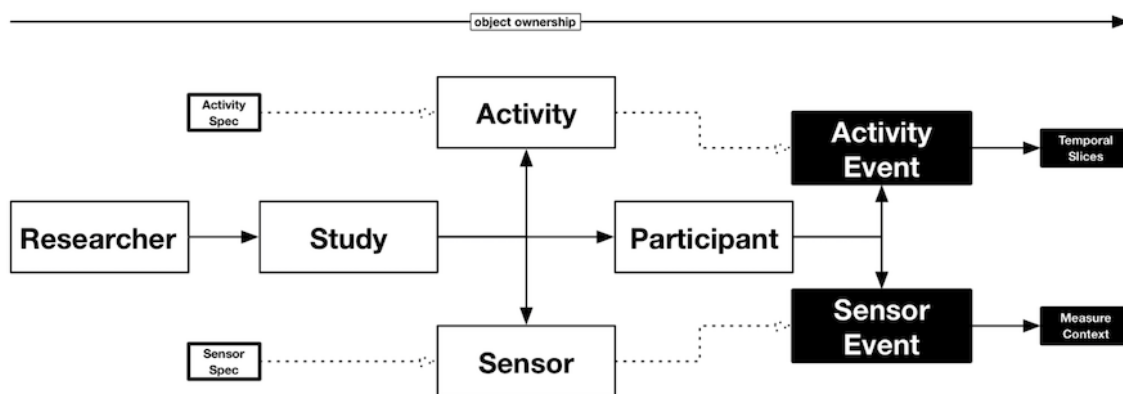 object ownership
Activity
Spec
Activity
Activity
Event
Temporal
Slices
Researcher
Study
Participant
Sensor
Spec
Sensor
Sensor
Event
Measure
Context